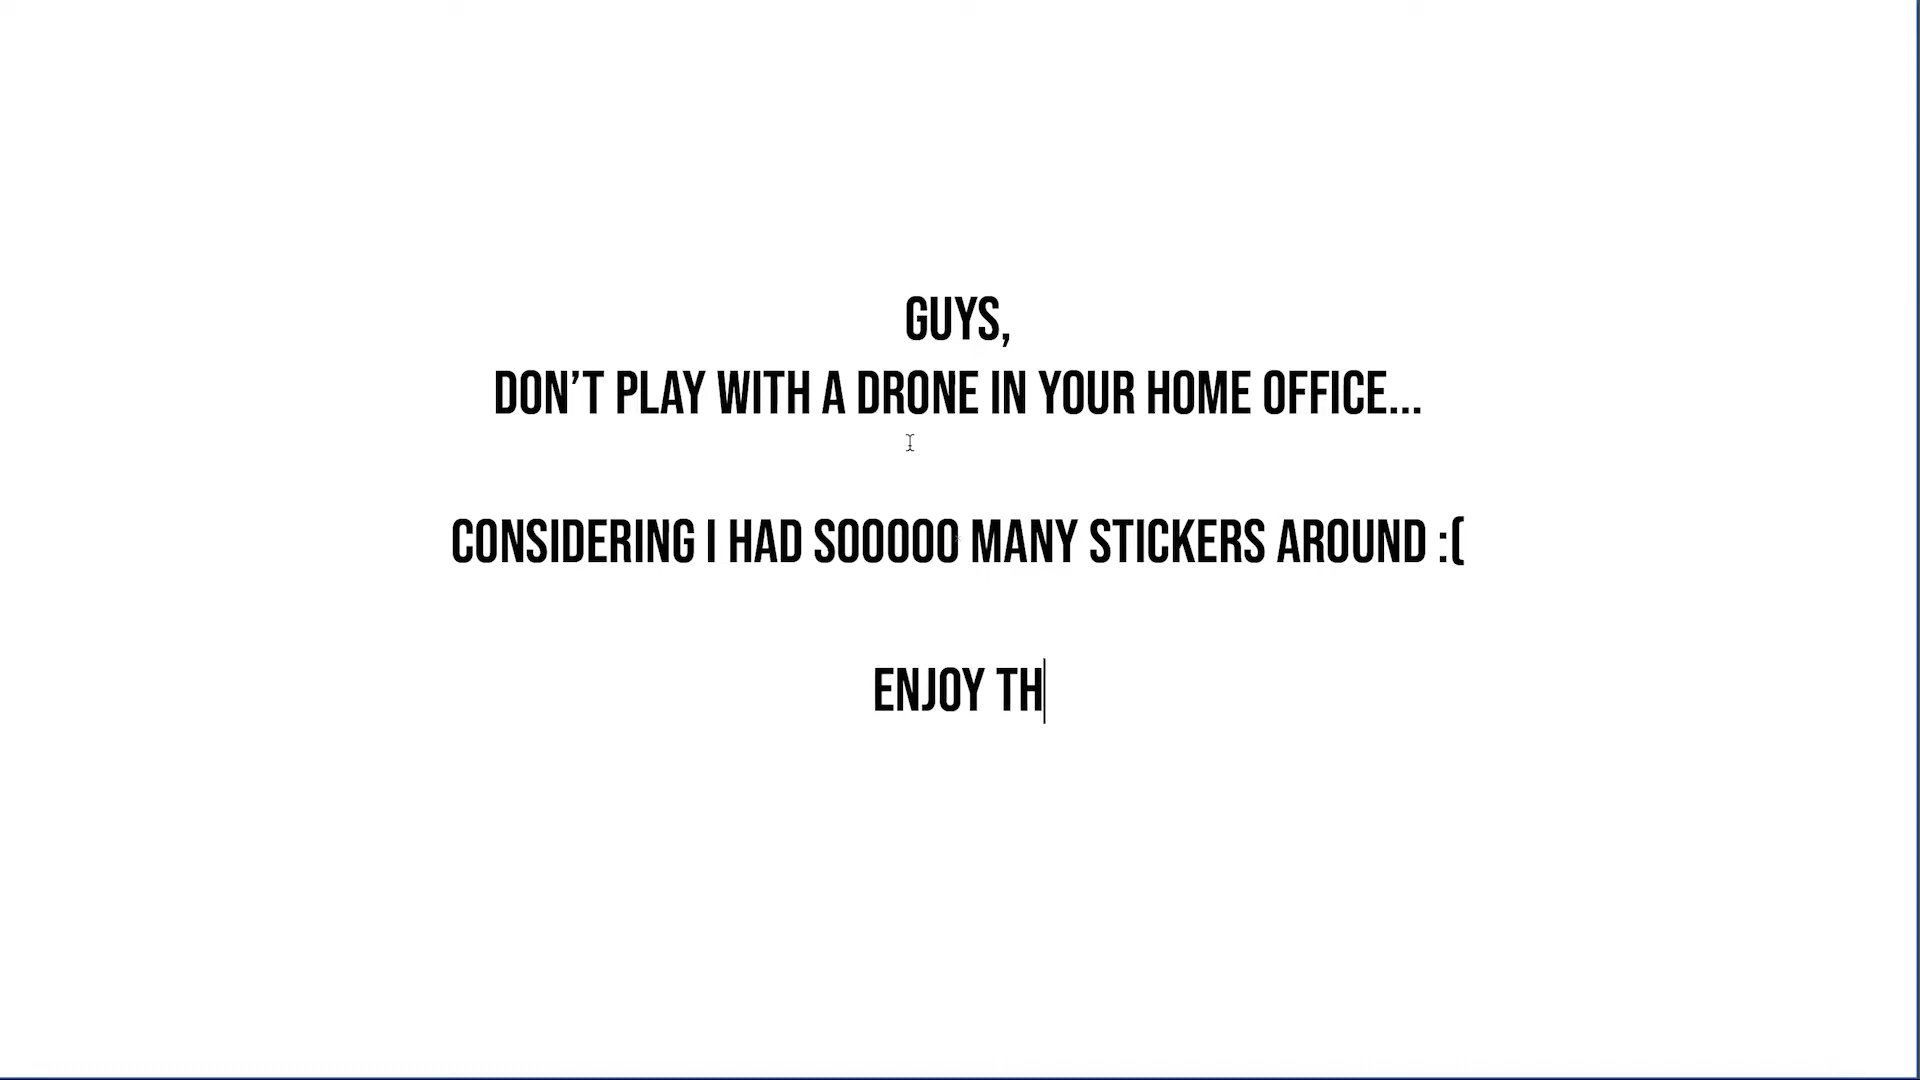 GUYS,
DON’T PLAY WITH A DRONE IN YOUR HOME OFFICE...
CONSIDERING I HAD SOOOOO MANY STICKERS AROUND :(
ENJOY TH